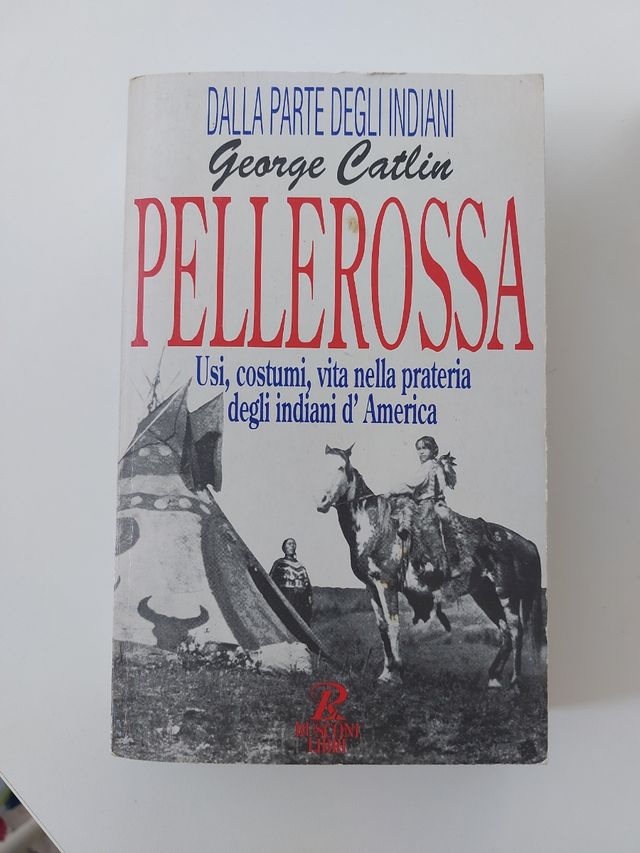 DALLA PARTE DEGLI INDIANI
George Catlin
PELLEROSSA
Usi, costumi, vita nella prateria
degli indiani d' America
R
RUSCONI
LIBRI